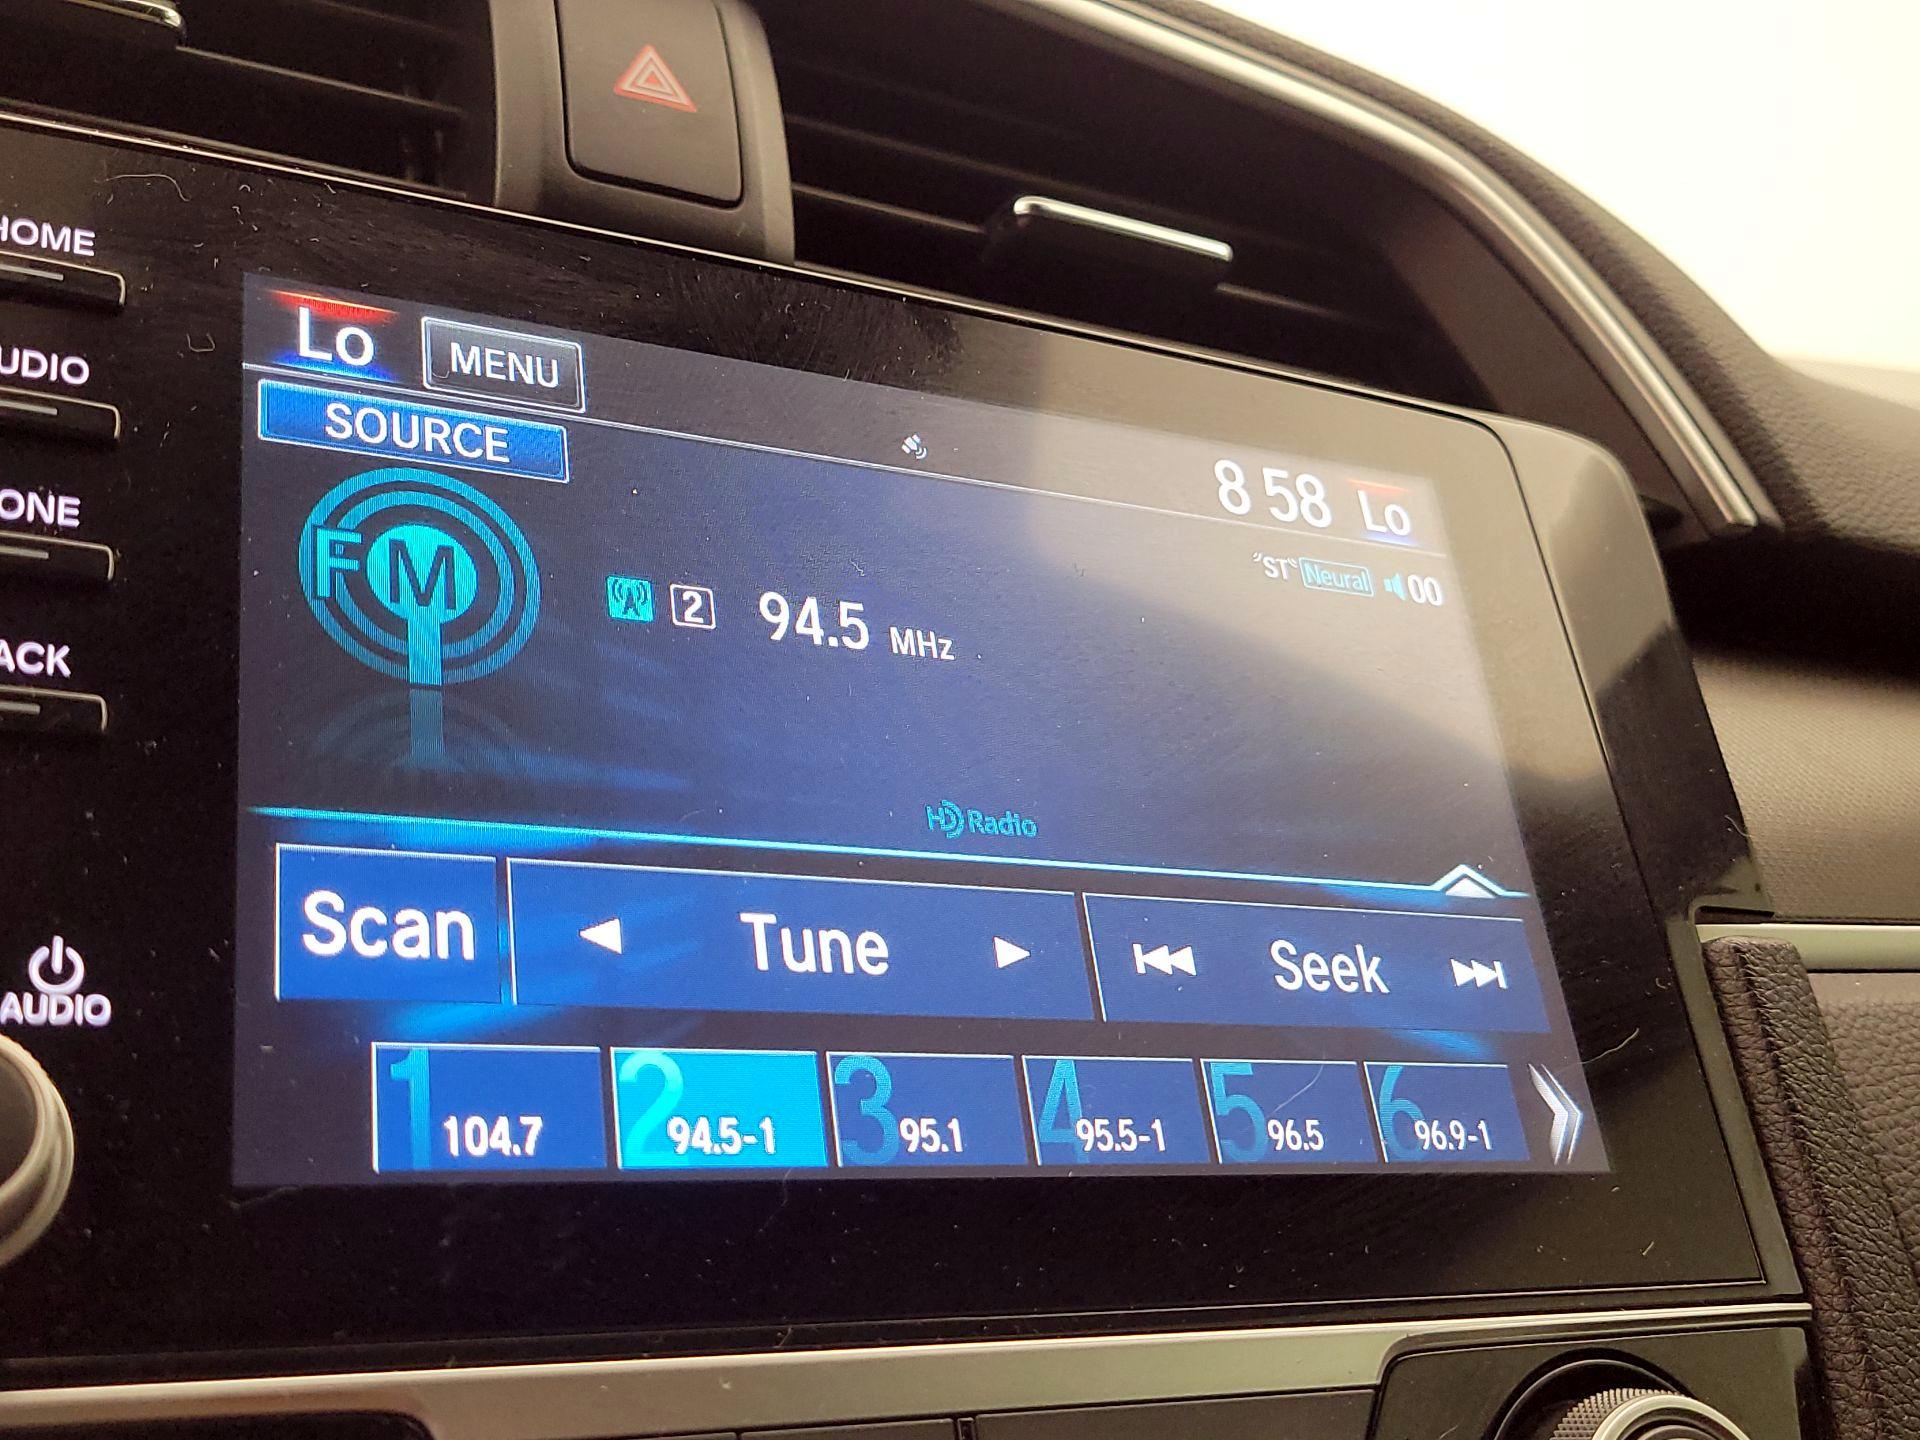 HOME
Lo MENU
UDIO
SOURCE
8 58 Lo
ONE
"ST" Neural 00
FM
2 94.5 MHz
ACK
HD Radio
Scan Tune Seek
AUDIO
1 104.7
2 94.5-1
3 95.1
4 95.5-1
5 96.5
6 96.9-1